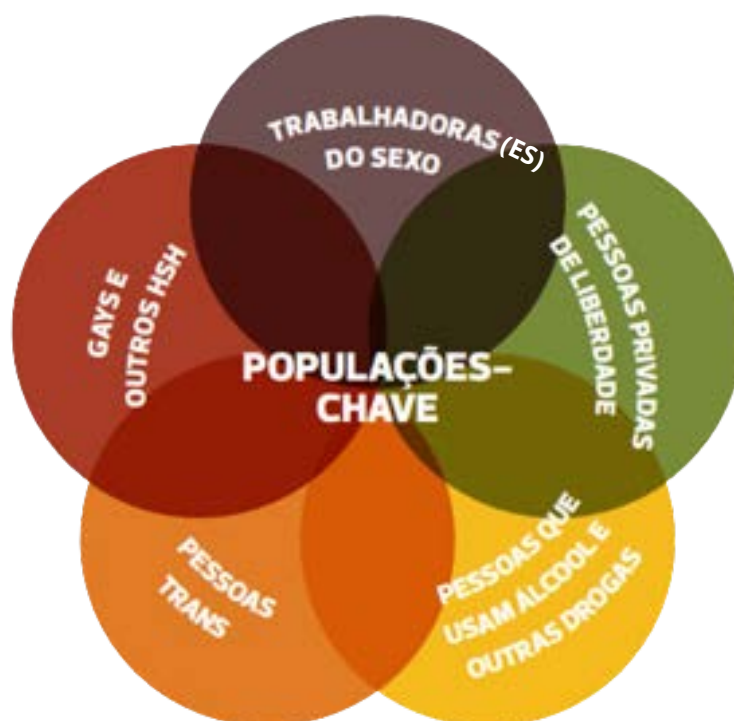 TRABALHADORAS(ES)
DO SEXO
PESSOAS PRIVADAS
DE LIBERDADE
GAYS E
OUTROS HSH
POPULAÇÕES–
CHAVE
PESSOAS
TRANS
PESSOAS QUE
USAM ÁLCOOL E
OUTRAS DROGAS